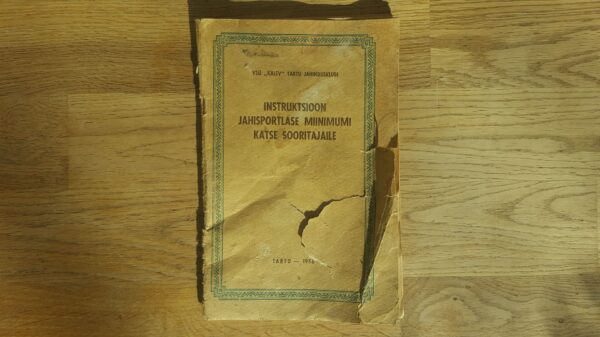 VSÜ „KALEV" TARTU JAHINDUSKLUBI
INSTRUKTSIOON
JAHISPORTLASE MIINIMUMI
KATSE SOORITAJAILE
TARTU —